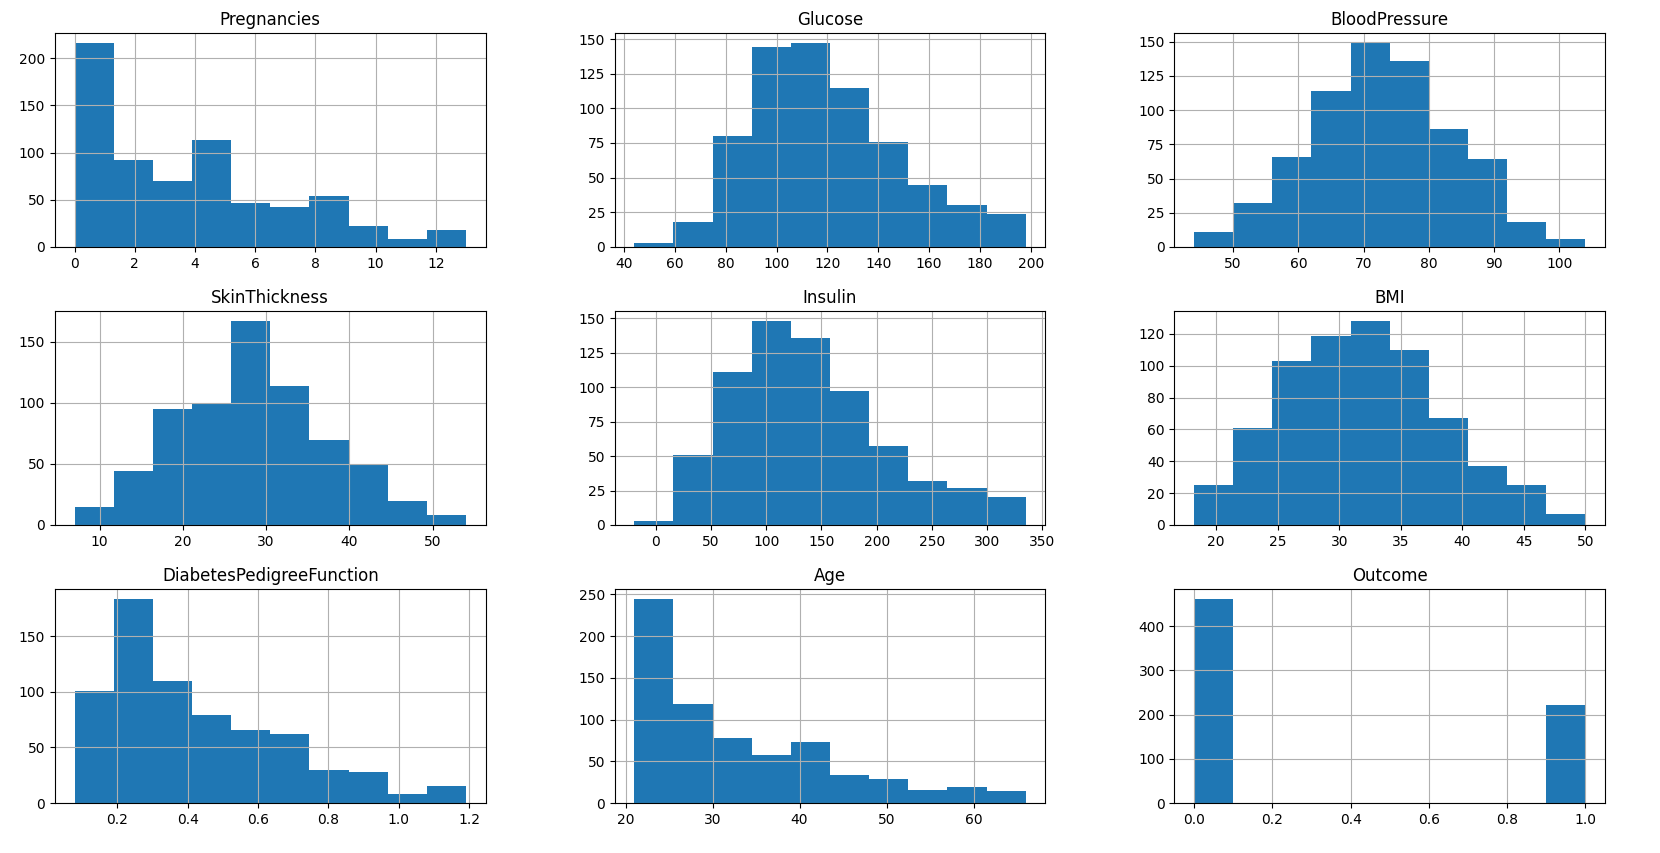 Pregnancies
200
150
100
50
0
0 2 4 6 8 10 12
Glucose
150
125
100
75
50
25
0
40 60 80 100 120 140 160 180 200
BloodPressure
150
125
100
75
50
25
0
50 60 70 80 90 100
SkinThickness
150
100
50
0
10 20 30 40 50
Insulin
150
125
100
75
50
25
0
0 50 100 150 200 250 300 350
BMI
120
100
80
60
40
20
0
20 25 30 35 40 45 50
DiabetesPedigreeFunction
150
100
50
0
0.2 0.4 0.6 0.8 1.0 1.2
Age
250
200
150
100
50
0
20 30 40 50 60
Outcome
400
300
200
100
0
0.0 0.2 0.4 0.6 0.8 1.0